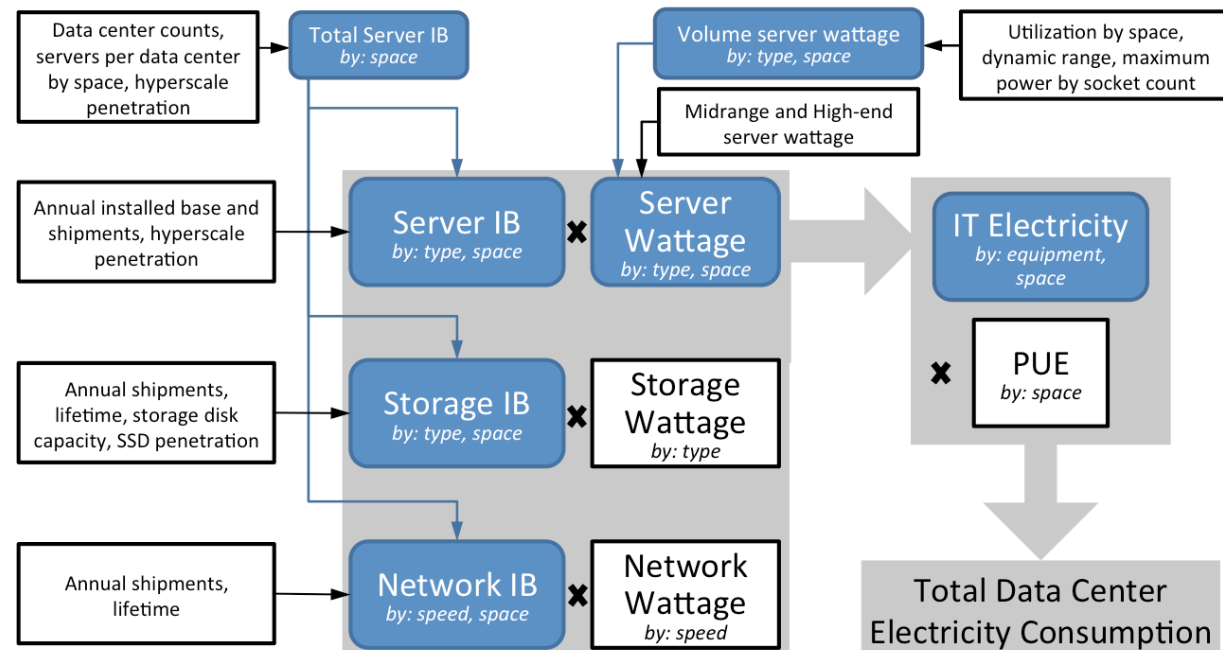 Data center counts,
servers per data center
by space, hyperscale
penetration
Total Server IB
by: space
Volume server wattage
by: type, space
Utilization by space,
dynamic range, maximum
power by socket count
Midrange and High-end
server wattage
Annual installed base and
shipments, hyperscale
penetration
Server IB
by: type, space
×
Server
Wattage
by: type, space
IT Electricity
by: equipment,
space
×
PUE
by: space
Annual shipments,
lifetime, storage disk
capacity, SSD penetration
Storage IB
by: type, space
×
Storage
Wattage
by: type
Annual shipments,
lifetime
Network IB
by: speed, space
×
Network
Wattage
by: speed
Total Data Center
Electricity Consumption